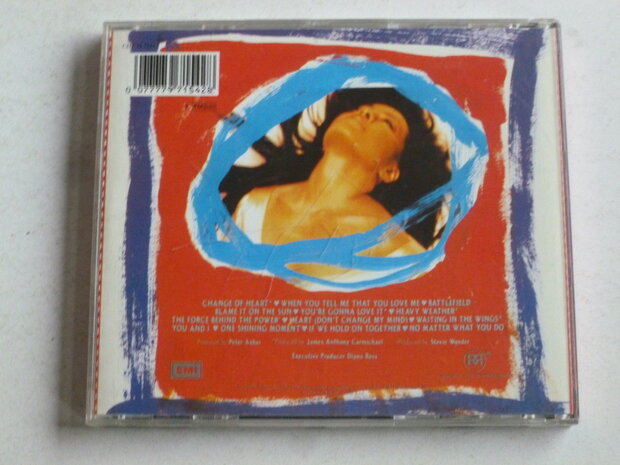 0 077779 715428
CHANGE OF HEART* ♥ WHEN YOU TELL ME THAT YOU LOVE ME ♥ BATTLEFIELD
BLAME IT ON THE SUN ♥ YOU'RE GONNA LOVE IT* ♥ HEAVY WEATHER*
THE FORCE BEHIND THE POWER* ♥ HEART (DON'T CHANGE MY MIND) ♥ WAITING IN THE WINGS*
YOU AND I ♥ ONE SHINING MOMENT ♥ IF WE HOLD ON TOGETHER ♥ NO MATTER WHAT YOU DO
Produced by Peter Asher *Produced by James Anthony Carmichael *Produced by Stevie Wonder
Executive Producer Diana Ross
EMI